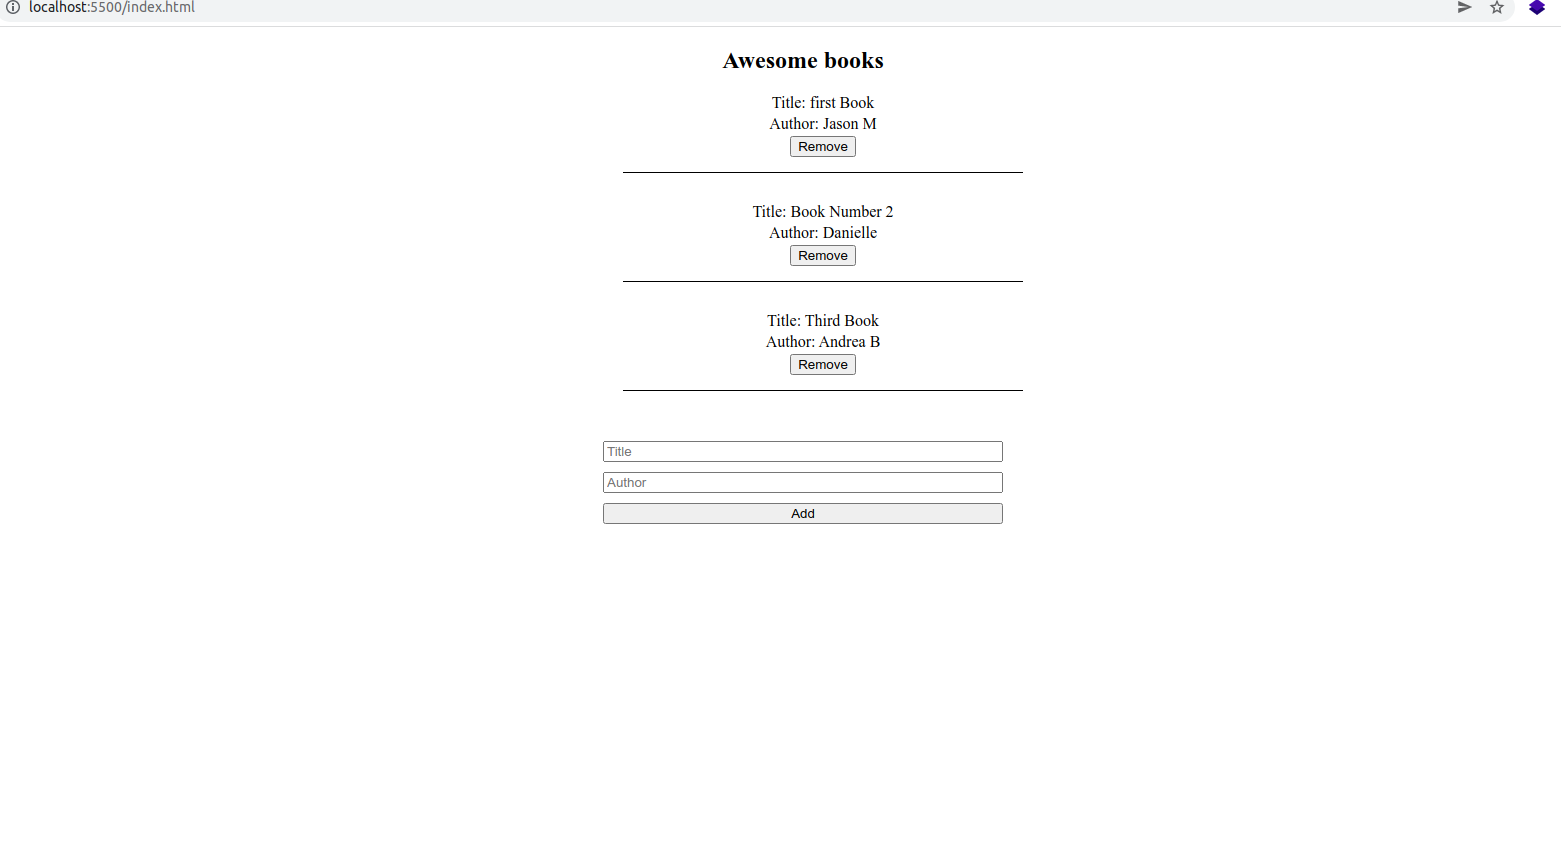 localhost:5500/index.html
Awesome books
Title: first Book
Author: Jason M
Remove
Title: Book Number 2
Author: Danielle
Remove
Title: Third Book
Author: Andrea B
Remove
Title
Author
Add